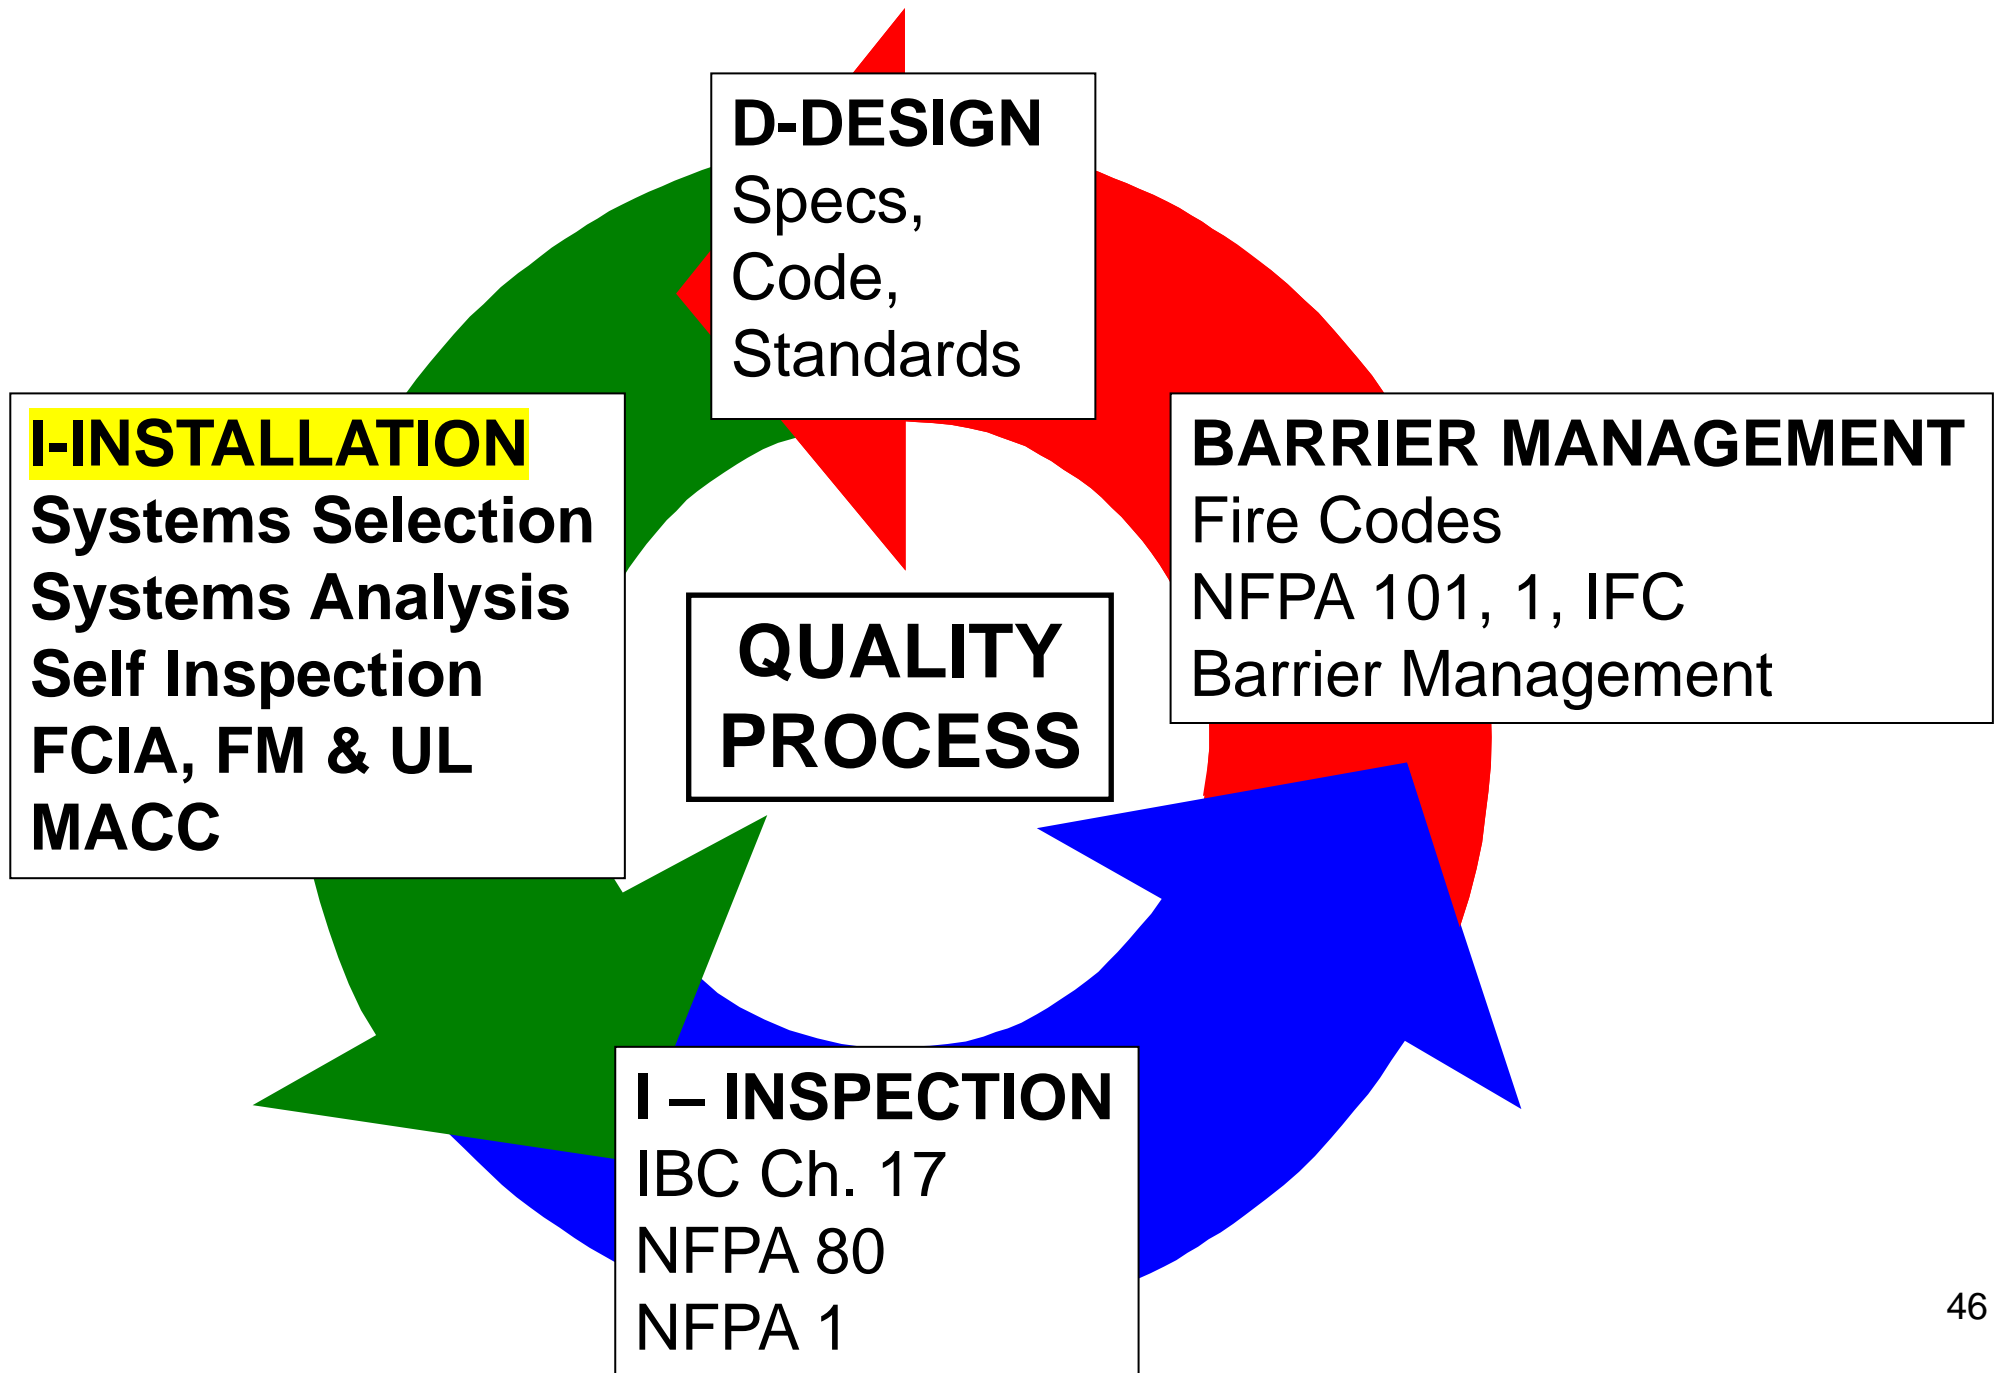 D-DESIGN
Specs,
Code,
Standards
I-INSTALLATION
Systems Selection
Systems Analysis
Self Inspection
FCIA, FM & UL
MACC
QUALITY
PROCESS
BARRIER MANAGEMENT
Fire Codes
NFPA 101, 1, IFC
Barrier Management
I – INSPECTION
IBC Ch. 17
NFPA 80
NFPA 1
46